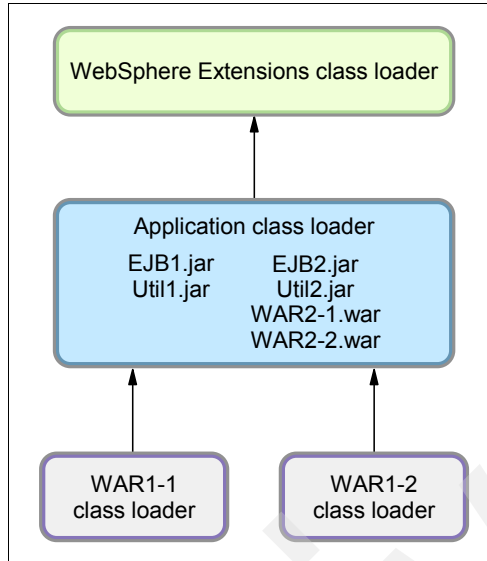 WebSphere Extensions class loader
Application class loader
EJB1.jar EJB2.jar
Util1.jar Util2.jar
WAR2-1.war
WAR2-2.war
WAR1-1
class loader
WAR1-2
class loader